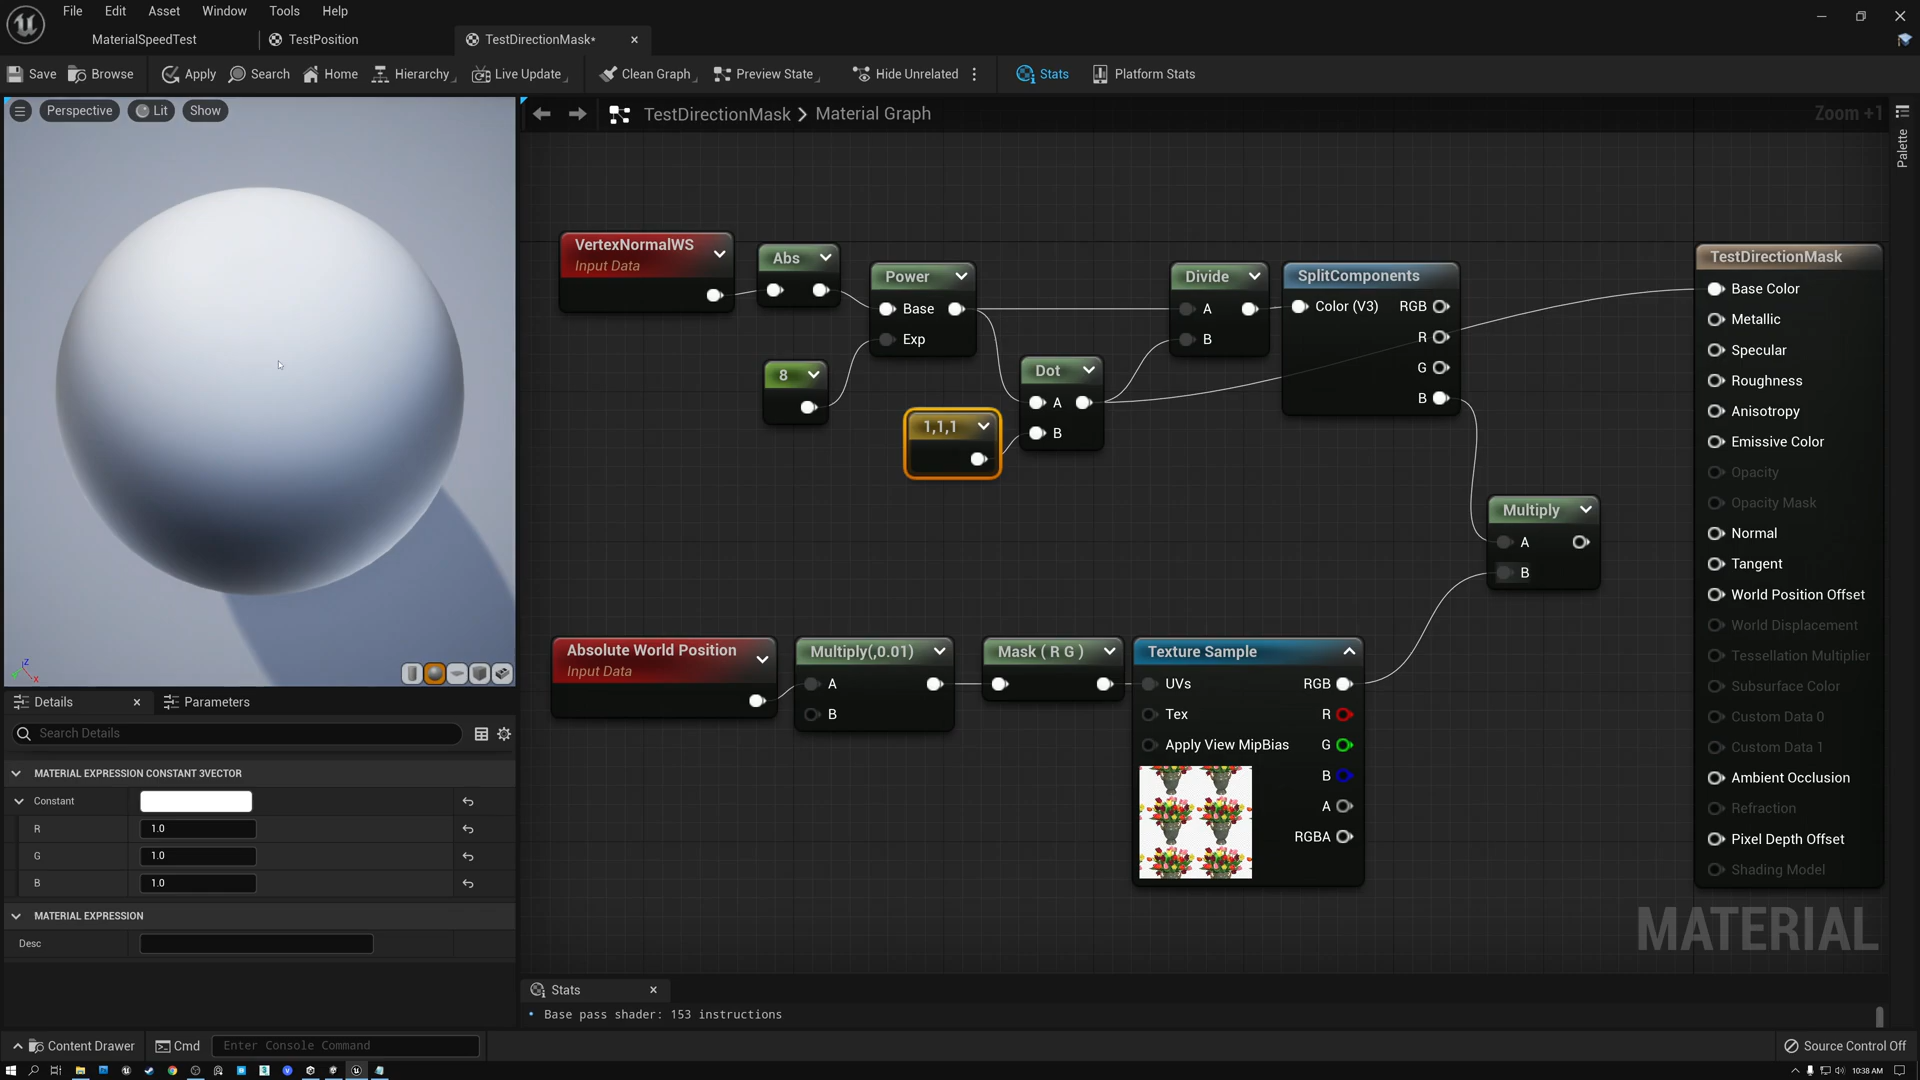 File Edit Asset Window Tools Help
MaterialSpeedTest TestPosition TestDirectionMask*
Save Browse Apply Search Home Hierarchy Live Update Clean Graph Preview State Hide Unrelated Stats Platform Stats
Perspective Lit Show
TestDirectionMask Material Graph Zoom +1
Palette
VertexNormalWS
Input Data
Abs
Power
Base
Exp
8
1,1,1
Dot
A
B
Divide
A
B
SplitComponents
Color (V3) RGB
R
G
B
Multiply
A
B
Absolute World Position
Input Data
Multiply(,0.01)
A
B
Mask ( R G )
Texture Sample
UVs RGB
Tex R
Apply View MipBias G
B
A
RGBA
TestDirectionMask
Base Color
Metallic
Specular
Roughness
Anisotropy
Emissive Color
Opacity
Opacity Mask
Normal
Tangent
World Position Offset
World Displacement
Tessellation Multiplier
Subsurface Color
Custom Data 0
Custom Data 1
Ambient Occlusion
Refraction
Pixel Depth Offset
Shading Model
MATERIAL
Z
X
Details Parameters
Search Details
MATERIAL EXPRESSION CONSTANT 3VECTOR
Constant
R 1.0
G 1.0
B 1.0
MATERIAL EXPRESSION
Desc
Stats
Base pass shader: 153 instructions
Content Drawer Cmd Enter Console Command Source Control Off
10:38 AM